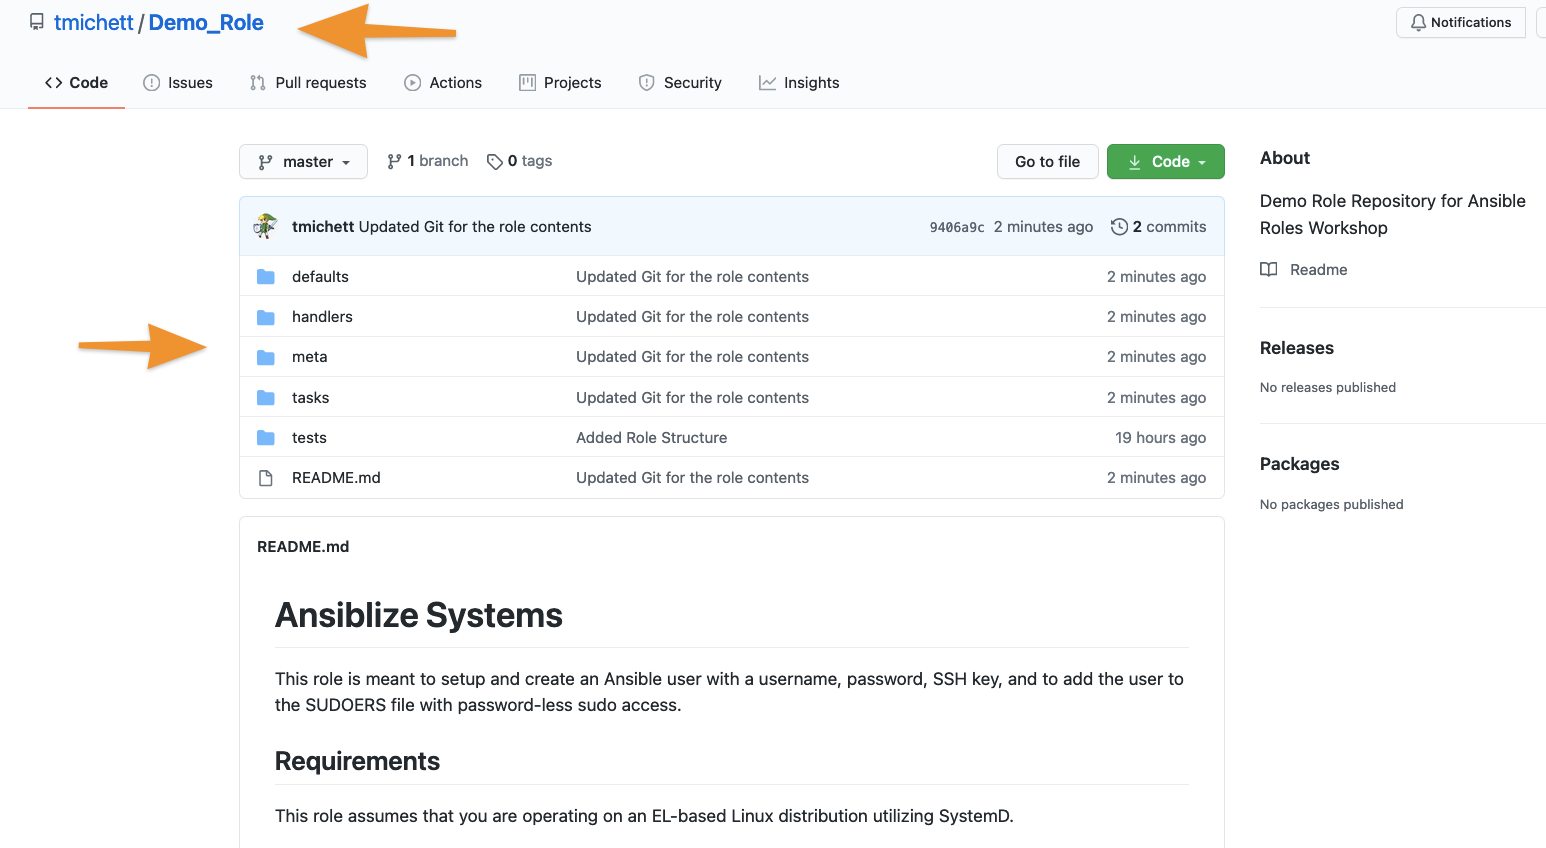 tmichett / Demo_Role
Notifications
Code
Issues
Pull requests
Actions
Projects
Security
Insights
master
1 branch
0 tags
Go to file
Code
tmichett Updated Git for the role contents
9406a9c 2 minutes ago
2 commits
defaults Updated Git for the role contents 2 minutes ago
handlers Updated Git for the role contents 2 minutes ago
meta Updated Git for the role contents 2 minutes ago
tasks Updated Git for the role contents 2 minutes ago
tests Added Role Structure 19 hours ago
README.md Updated Git for the role contents 2 minutes ago
README.md
Ansiblize Systems
This role is meant to setup and create an Ansible user with a username, password, SSH key, and to add the user to
the SUDOERS file with password-less sudo access.
Requirements
This role assumes that you are operating on an EL-based Linux distribution utilizing SystemD.
About
Demo Role Repository for Ansible
Roles Workshop
Readme
Releases
No releases published
Packages
No packages published